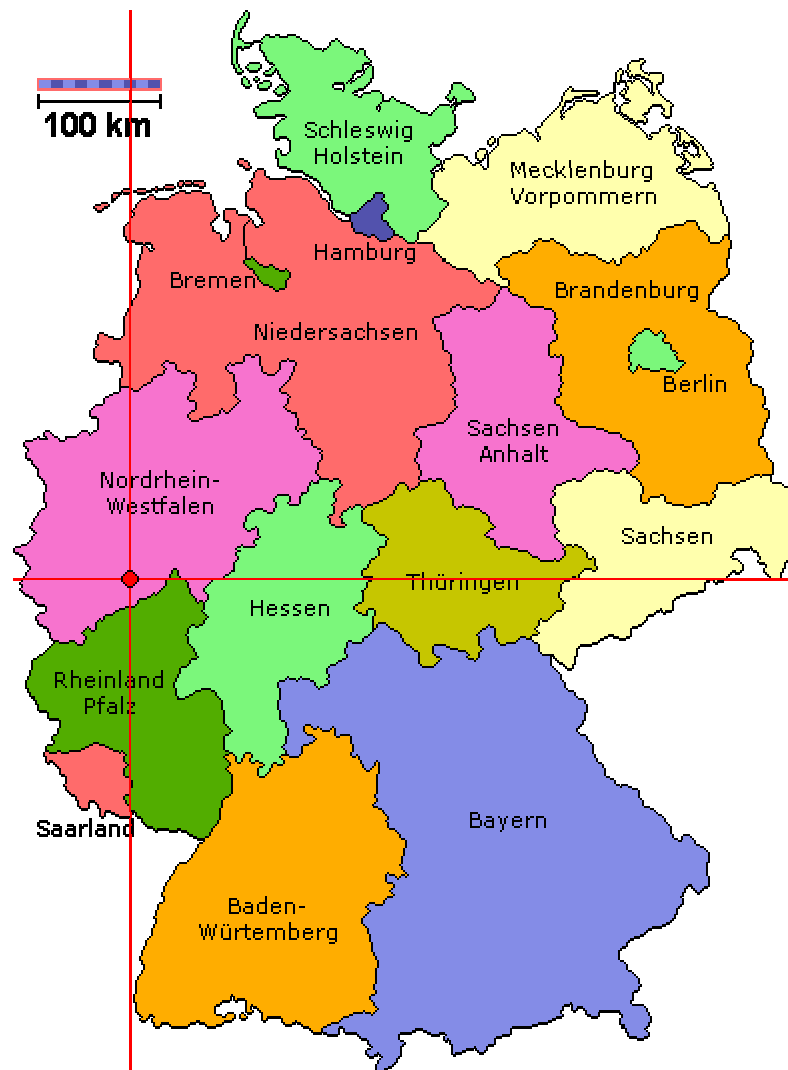 100 km
Schleswig
Holstein
Mecklenburg
Vorpommern
Hamburg
Bremen
Brandenburg
Niedersachsen
Berlin
Sachsen
Anhalt
Nordrhein-
Westfalen
Sachsen
Thüringen
Hessen
Rheinland
Pfalz
Saarland
Bayern
Baden-
Würtemberg